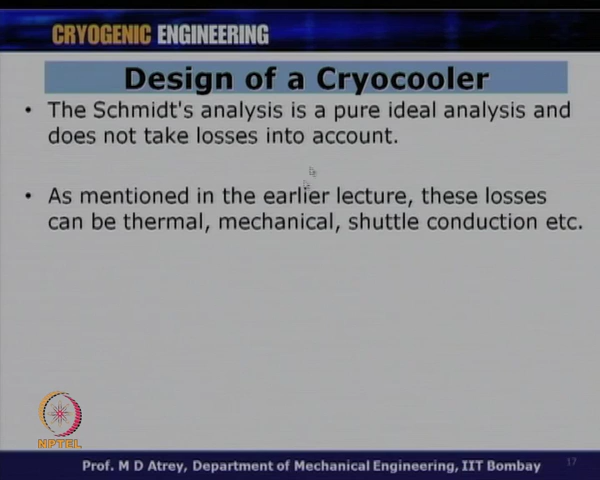 CRYOGENIC ENGINEERING
Design of a Cryocooler
• The Schmidt's analysis is a pure ideal analysis and
does not take losses into account.
• As mentioned in the earlier lecture, these losses
can be thermal, mechanical, shuttle conduction etc.
NPTEL
Prof. M D Atrey, Department of Mechanical Engineering, IIT Bombay
17